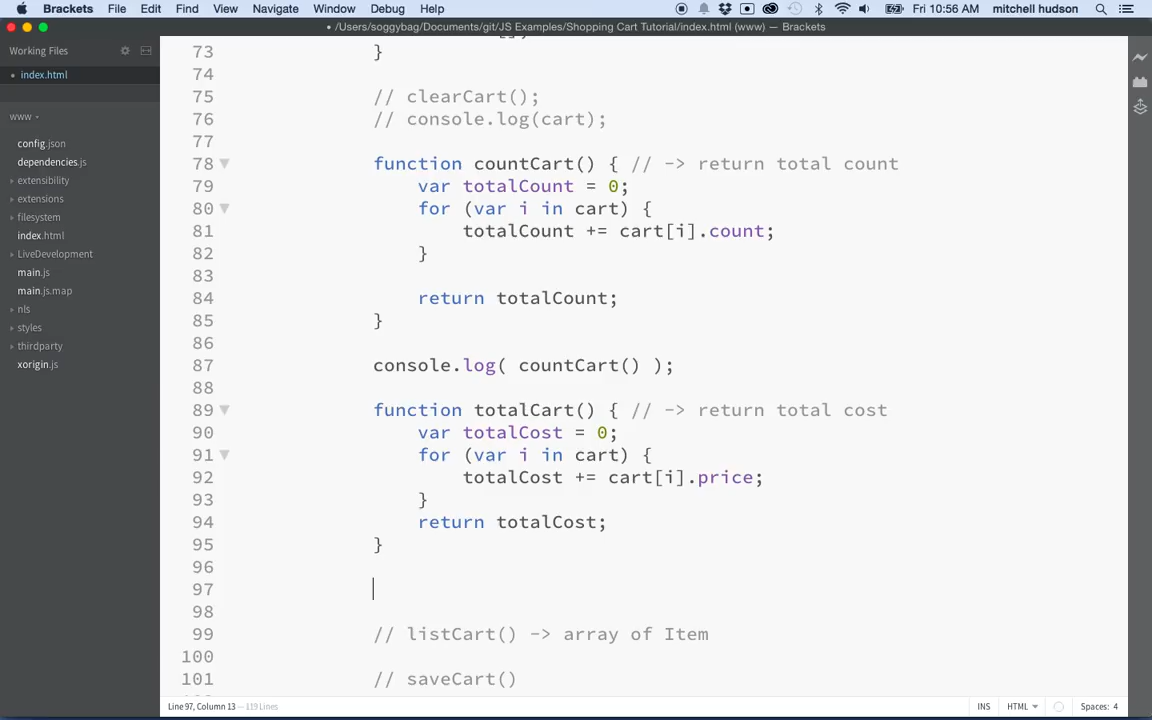 Brackets File Edit Find View Navigate Window Debug Help Fri 10:56 AM mitchell hudson
• /Users/soggybag/Documents/git/JS Examples/Shopping Cart Tutorial/index.html (www) — Brackets
Working Files
• index.html
www
config.json
dependencies.js
extensibility
extensions
filesystem
index.html
LiveDevelopment
main.js
main.js.map
nls
styles
thirdparty
xorigin.js
73 }
74
75 // clearCart();
76 // console.log(cart);
77
78 function countCart() { // -> return total count
79 var totalCount = 0;
80 for (var i in cart) {
81 totalCount += cart[i].count;
82 }
83
84 return totalCount;
85 }
86
87 console.log( countCart() );
88
89 function totalCart() { // -> return total cost
90 var totalCost = 0;
91 for (var i in cart) {
92 totalCost += cart[i].price;
93 }
94 return totalCost;
95 }
96
97
98
99 // listCart() -> array of Item
100
101 // saveCart()
Line 97, Column 13 — 119 Lines INS HTML Spaces: 4